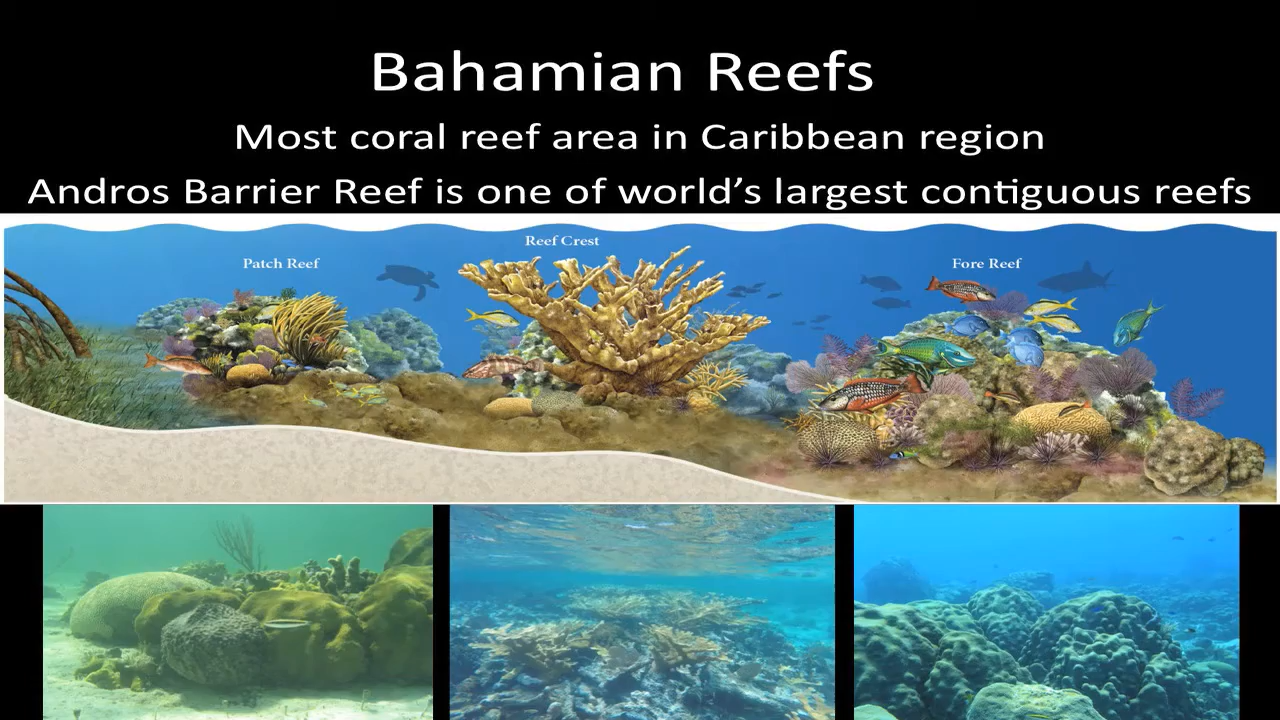 Bahamian Reefs
Most coral reef area in Caribbean region
Andros Barrier Reef is one of world’s largest contiguous reefs
Reef Crest
Patch Reef
Fore Reef